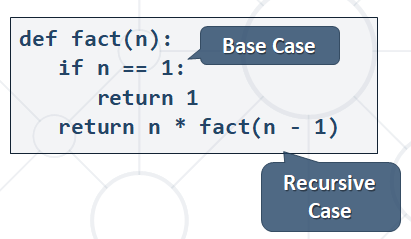 def fact(n):
Base Case
   if n == 1:
      return 1
   return n * fact(n - 1)
Recursive
Case